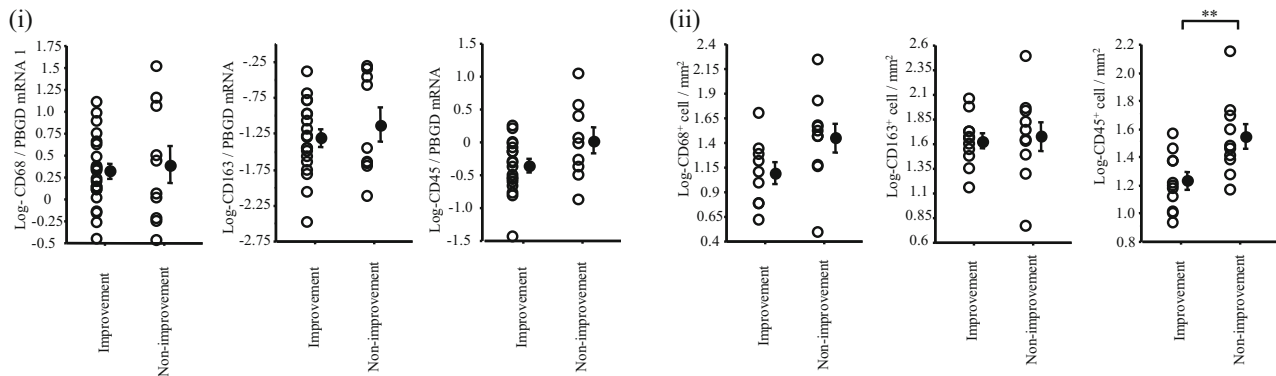 (i)
Log- CD68 / PBGD mRNA 1
1.75
1.5
1.25
1
0.75
0.5
0.25
0
-0.25
-0.5
Improvement
Non-improvement
Log-CD163 / PBGD mRNA
-.25
-0.75
-1.25
-1.75
-2.25
-2.75
Improvement
Non-improvement
Log-CD45 / PBGD mRNA
1.5
1.0
0.5
0.0
-0.5
-1.0
-1.5
Improvement
Non-improvement
(ii)
Log-CD68+ cell / mm²
2.4
2.1
1.9
1.6
1.4
1.1
0.9
0.65
0.4
Improvement
Non-improvement
Log-CD163+ cell / mm²
2.6
2.35
2.1
1.85
1.6
1.35
1.1
.85
0.6
Improvement
Non-improvement
Log-CD45+ cell / mm²
2.2
2.0
1.8
1.6
1.4
1.2
1.0
0.8
**
Improvement
Non-improvement